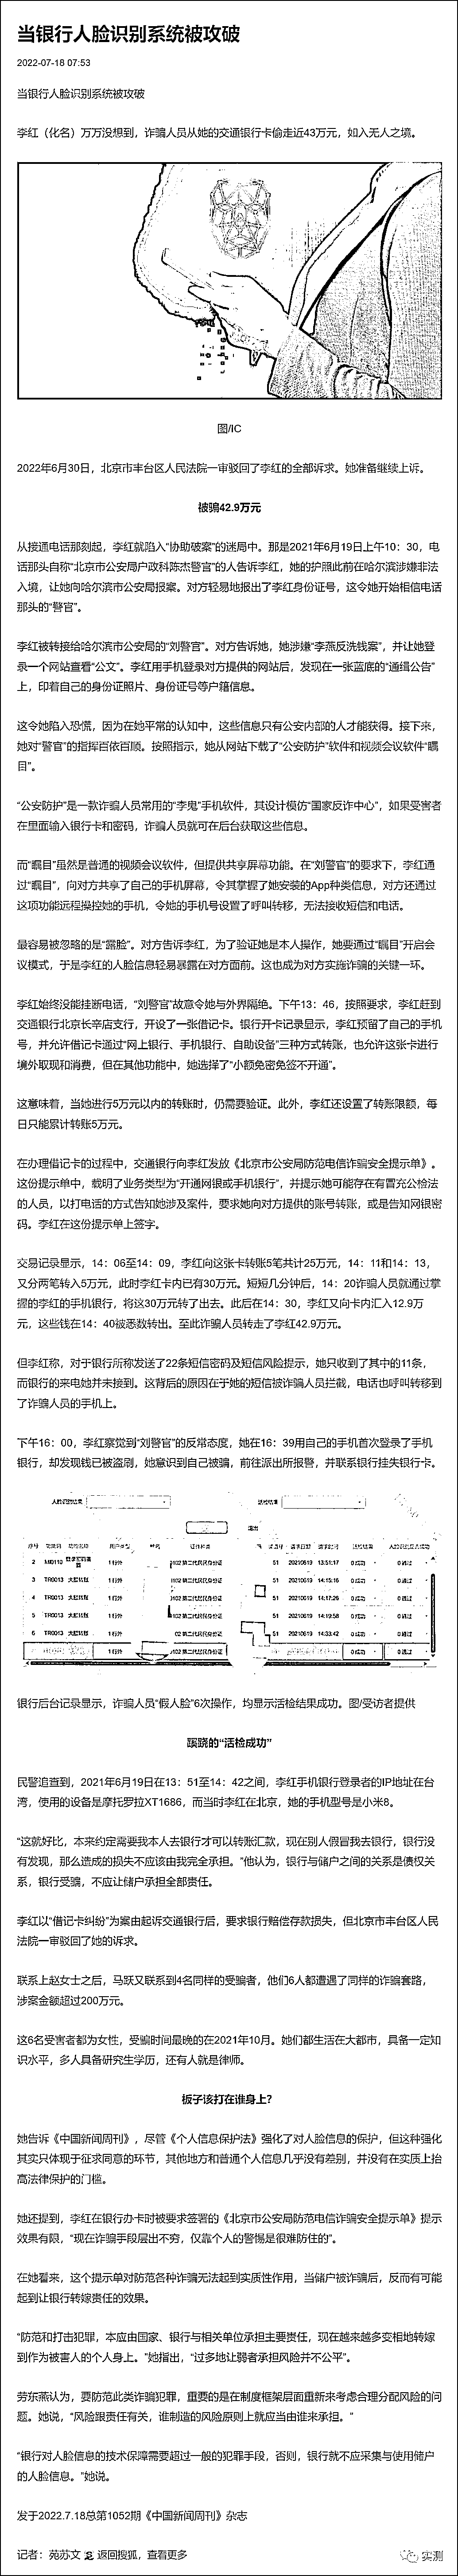 当银行人脸识别系统被攻破
2022-07-18 07:53
当银行人脸识别系统被攻破
李红（化名）万万没想到，诈骗人员从她的交通银行卡偷走近43万元，如入无人之境。
图/IC
2022年6月30日，北京市丰台区人民法院一审驳回了李红的全部诉求。她准备继续上诉。
被骗42.9万元
从接通电话那刻起，李红就陷入“协助破案”的迷局中。那是2021年6月19日上午10：30，电
话那头自称“北京市公安局户政科陈杰警官”的人告诉李红，她的护照此前在哈尔滨涉嫌非法
入境，让她向哈尔滨市公安局报案。对方轻易地报出了李红身份证号，这令她开始相信电话
那头的“警官”。
李红被转接给哈尔滨市公安局的“刘警官”。对方告诉她，她涉嫌“李燕反洗钱案”，并让她登
录一个网站查看“公文”。李红用手机登录对方提供的网站后，发现在一张蓝底的“通缉公告”
上，印着自己的身份证照片、身份证号等户籍信息。
这令她陷入恐慌，因为在她平常的认知中，这些信息只有公安内部的人才能获得。接下来，
她对“警官”的指挥百依百顺。按照指示，她从网站下载了“公安防护”软件和视频会议软件“瞩
目”。
“公安防护”是一款诈骗人员常用的“李鬼”手机软件，其设计模仿“国家反诈中心”，如果受害者
在里面输入银行卡和密码，诈骗人员就可在后台获取这些信息。
而“瞩目”虽然是普通的视频会议软件，但提供共享屏幕功能。在“刘警官”的要求下，李红通
过“瞩目”，向对方共享了自己的手机屏幕，令其掌握了她安装的App种类信息，对方还通过
这项功能远程操控她的手机，令她的手机号设置了呼叫转移，无法接收短信和电话。
最容易被忽略的是“露脸”。对方告诉李红，为了验证她是本人操作，她要通过“瞩目”开启会
议模式，于是李红的人脸信息轻易暴露在对方面前。这也成为对方实施诈骗的关键一环。
李红始终没能挂断电话，“刘警官”故意令她与外界隔绝。下午13：46，按照要求，李红赶到
交通银行北京长辛店支行，开设了一张借记卡。银行开卡记录显示，李红预留了自己的手机
号，并允许借记卡通过“网上银行、手机银行、自助设备”三种方式转账，也允许这张卡进行
境外取现和消费，但在其他功能中，她选择了“小额免密免签不开通”。
这意味着，当她进行5万元以内的转账时，仍需要验证。此外，李红还设置了转账限额，每
日只能累计转账5万元。
在办理借记卡的过程中，交通银行向李红发放《北京市公安局防范电信诈骗安全提示单》。
这份提示单中，载明了业务类型为“开通网银或手机银行”，并提示她可能存在有冒充公检法
的人员，以打电话的方式告知她涉及案件，要求她向对方提供的账号转账，或是告知网银密
码。李红在这份提示单上签字。
交易记录显示，14：06至14：09，李红向这张卡转账5笔共计25万元，14：11和14：13，
又分两笔转入5万元，此时李红卡内已有30万元。短短几分钟后，14：20诈骗人员就通过掌
握的李红的手机银行，将这30万元转了出去。此后在14：30，李红又向卡内汇入12.9万
元，这些钱在14：40被悉数转出。至此诈骗人员转走了李红42.9万元。
但李红称，对于银行所称发送了22条短信密码及短信风险提示，她只收到了其中的11条，
而银行的来电她并未接到。这背后的原因在于她的短信被诈骗人员拦截，电话也呼叫转移到
了诈骗人员的手机上。
下午16：00，李红察觉到“刘警官”的反常态度，她在16：39用自己的手机首次登录了手机
银行，却发现钱已被盗刷，她意识到自己被骗，前往派出所报警，并联系银行挂失银行卡。
人脸识别结果 活检结果
2 MI0110 1行外 102 第二代居民身份证 51 20210619 13:51:17 0成功 0通过
3 TR0013 大额转账 1行外 102 第二代居民身份证 51 20210619 14:15:16 0成功 0通过
4 TR0013 大额转账 1行外 102 第二代居民身份证 51 20210619 14:17:26 0成功 0通过
5 TR0013 大额转账 1行外 102 第二代居民身份证 51 20210619 14:19:58 0成功 0通过
6 TR0013 大额转账 1行外 02 第二代居民身份证 51 20210619 14:33:42 0成功 0通过
银行后台记录显示，诈骗人员“假人脸”6次操作，均显示活检结果成功。图/受访者提供
蹊跷的“活检成功”
民警追查到，2021年6月19日在13：51至14：42之间，李红手机银行登录者的IP地址在台
湾，使用的设备是摩托罗拉XT1686，而当时李红在北京，她的手机型号是小米8。
“这就好比，本来约定需要我本人去银行才可以转账汇款，现在别人假冒我去银行，银行没
有发现，那么造成的损失不应该由我完全承担。”他认为，银行与储户之间的关系是债权关
系，银行受骗，不应让储户承担全部责任。
李红以“借记卡纠纷”为案由起诉交通银行后，要求银行赔偿存款损失，但北京市丰台区人民
法院一审驳回了她的诉求。
联系上赵女士之后，马跃又联系到4名同样的受骗者，他们6人都遭遇了同样的诈骗套路，
涉案金额超过200万元。
这6名受害者都为女性，受骗时间最晚的在2021年10月。她们都生活在大都市，具备一定知
识水平，多人具备研究生学历，还有人就是律师。
板子该打在谁身上？
她告诉《中国新闻周刊》，尽管《个人信息保护法》强化了对人脸信息的保护，但这种强化
其实只体现于征求同意的环节，其他地方和普通个人信息几乎没有差别，并没有在实质上抬
高法律保护的门槛。
她还提到，李红在银行办卡时被要求签署的《北京市公安局防范电信诈骗安全提示单》提示
效果有限，“现在诈骗手段层出不穷，仅靠个人的警惕是很难防住的”。
在她看来，这个提示单对防范各种诈骗无法起到实质性作用，当储户被诈骗后，反而有可能
起到让银行转嫁责任的效果。
“防范和打击犯罪，本应由国家、银行与相关单位承担主要责任，现在越来越多变相地转嫁
到作为被害人的个人身上。”她指出，“过多地让弱者承担风险并不公平”。
劳东燕认为，要防范此类诈骗犯罪，重要的是在制度框架层面重新来考虑合理分配风险的问
题。她说，“风险跟责任有关，谁制造的风险原则上就应当由谁来承担。”
“银行对人脸信息的技术保障需要超过一般的犯罪手段，否则，银行就不应采集与使用储户
的人脸信息。”她说。
发于2022.7.18总第1052期《中国新闻周刊》杂志
记者：苑苏文 返回搜狐，查看更多
实测